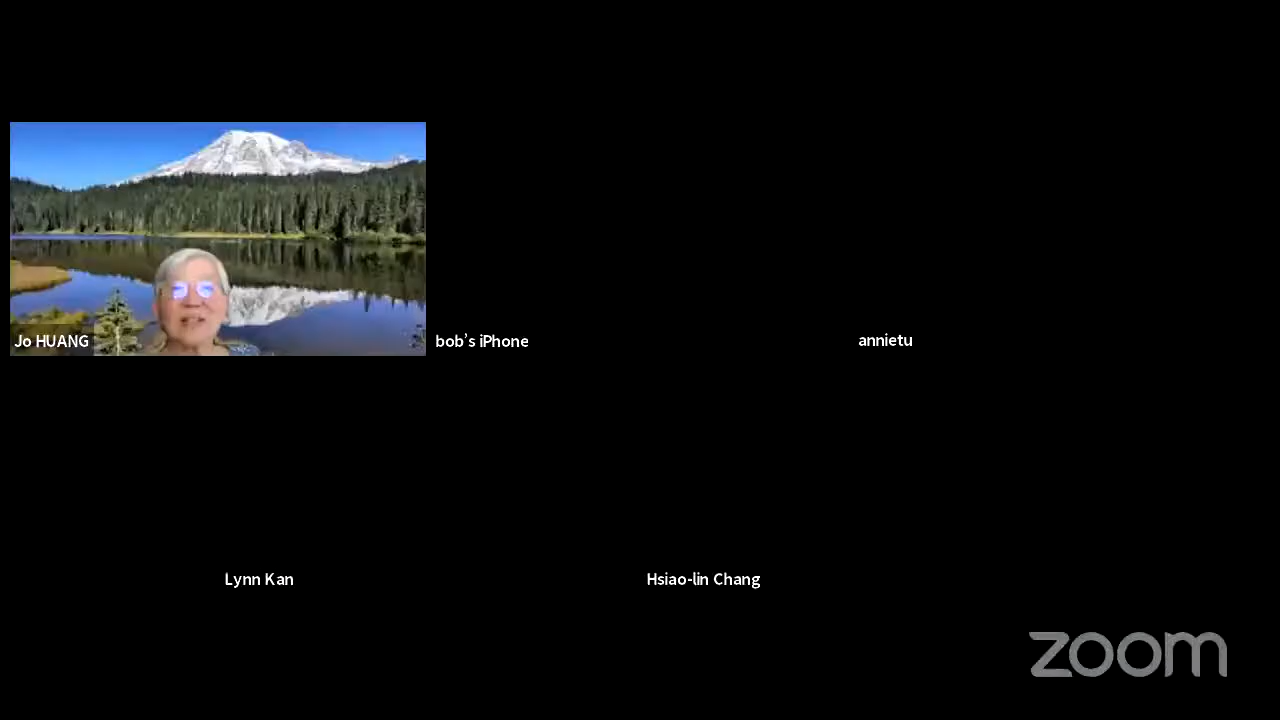 Jo HUANG
bob’s iPhone
annietu
Lynn Kan
Hsiao-lin Chang
zoom